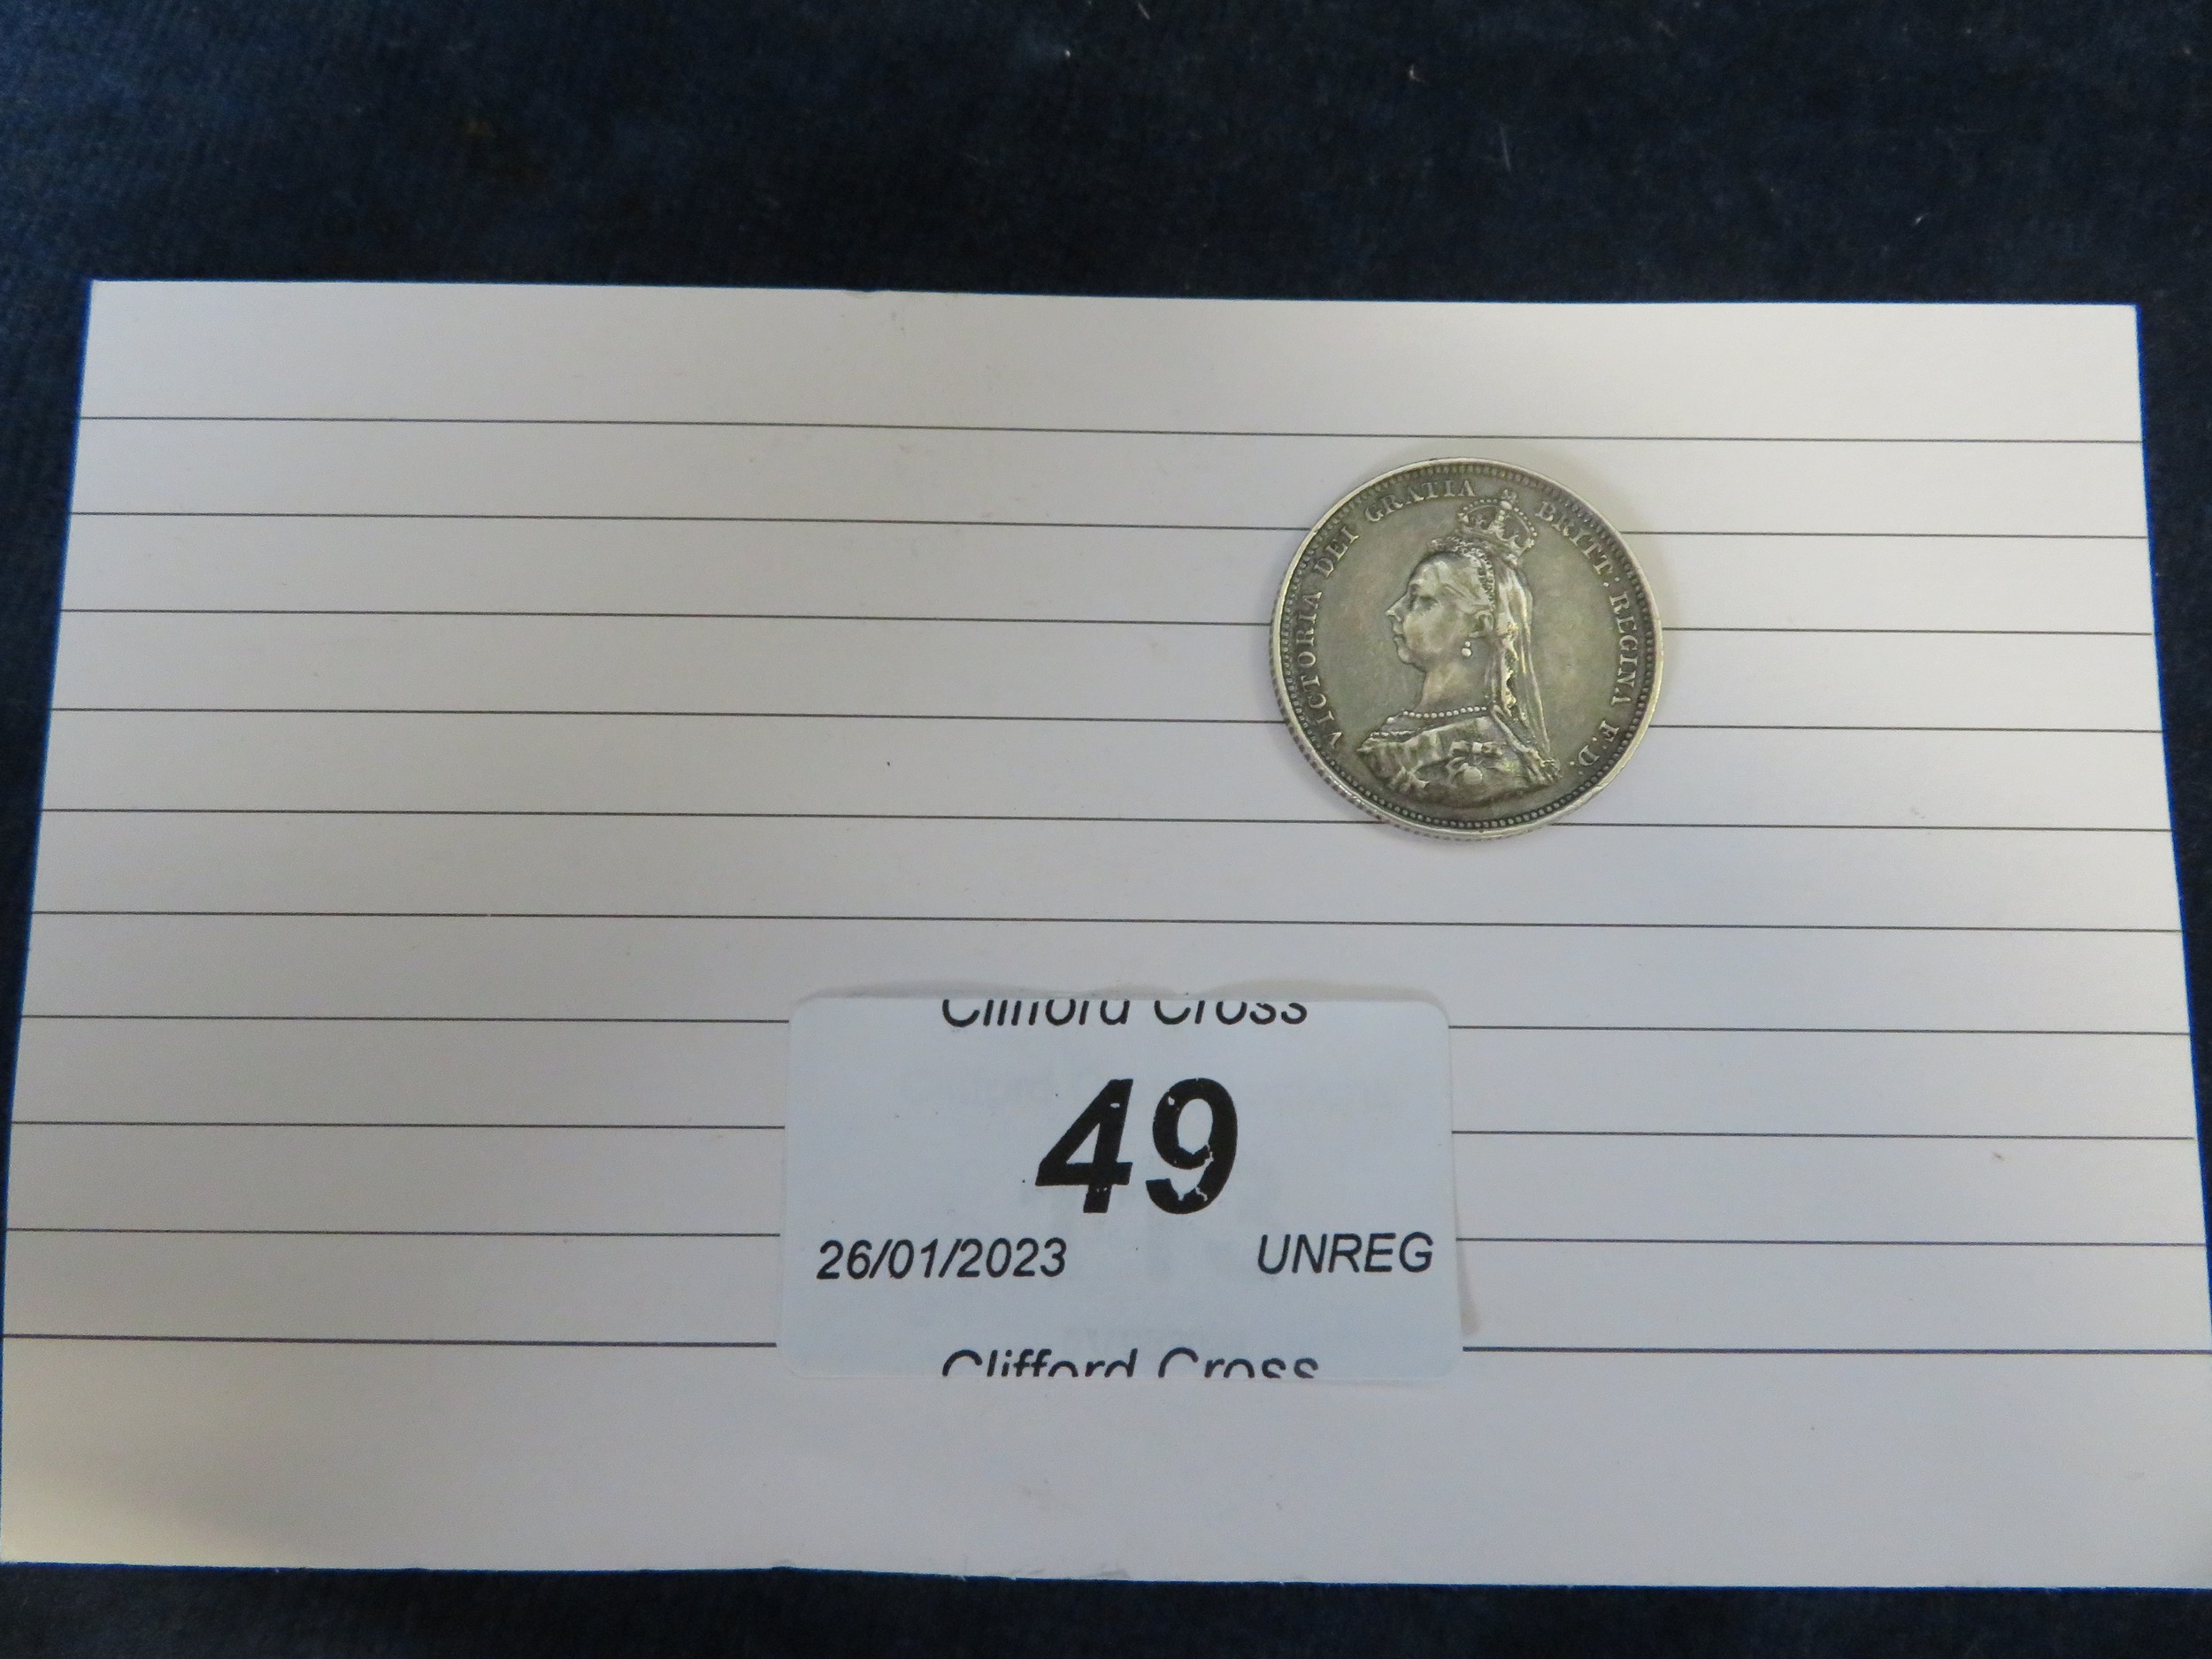 VICTORIA DEI GRATIA BRITT: REGINA F: D:
Clifford Cross
49
26/01/2023 UNREG
Clifford Cross